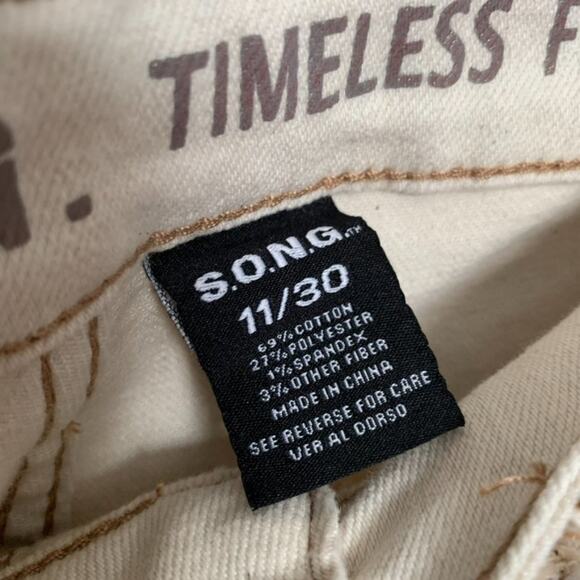 G. TIMELESS F
S.O.N.G.™
11/30
69% COTTON
27% POLYESTER
1% SPANDEX
3% OTHER FIBER
MADE IN CHINA
SEE REVERSE FOR CARE
VER AL DORSO